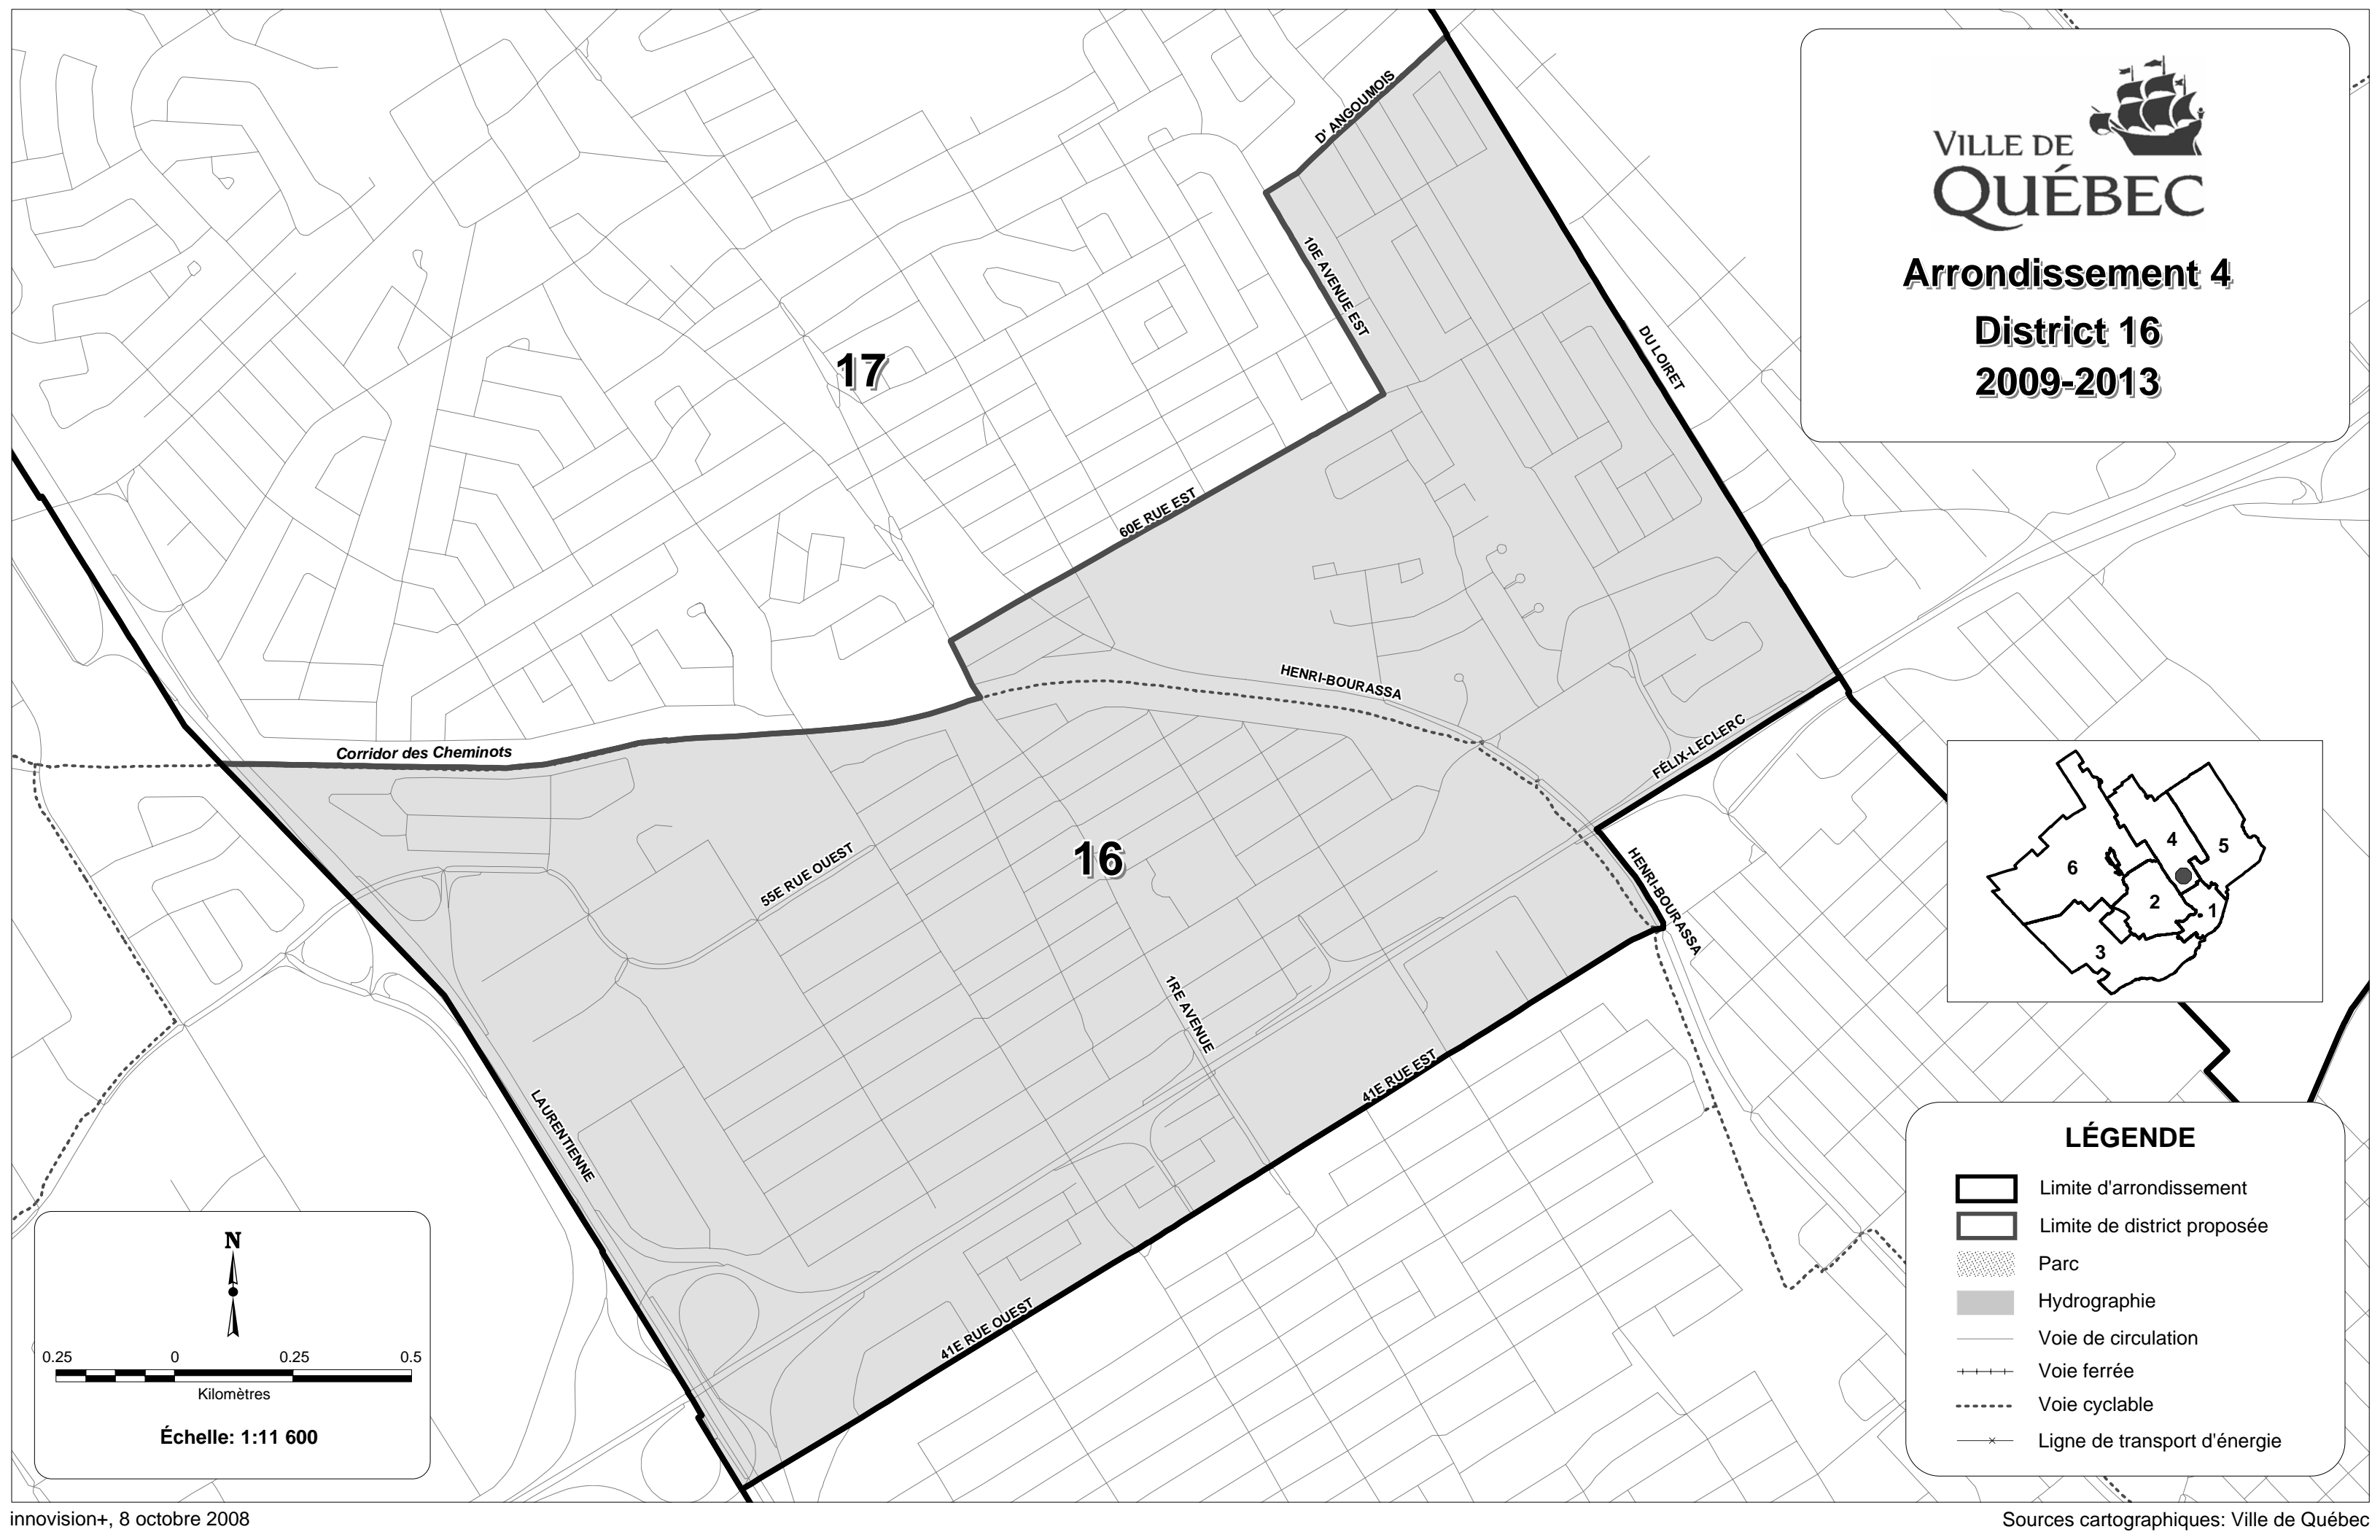 VILLE DE
QUÉBEC
Arrondissement 4
District 16
2009-2013
D' ANGOUMOIS
10E AVENUE EST
DU LOIRET
17
60E RUE EST
HENRI-BOURASSA
FÉLIX-LECLERC
Corridor des Cheminots
55E RUE OUEST
16
HENRI-BOURASSA
1RE AVENUE
41E RUE EST
LAURENTIENNE
41E RUE OUEST
4
5
6
2
1
3
N
0.25 0 0.25 0.5
Kilomètres
Échelle: 1:11 600
LÉGENDE
Limite d'arrondissement
Limite de district proposée
Parc
Hydrographie
Voie de circulation
Voie ferrée
Voie cyclable
Ligne de transport d'énergie
innovision+, 8 octobre 2008
Sources cartographiques: Ville de Québec